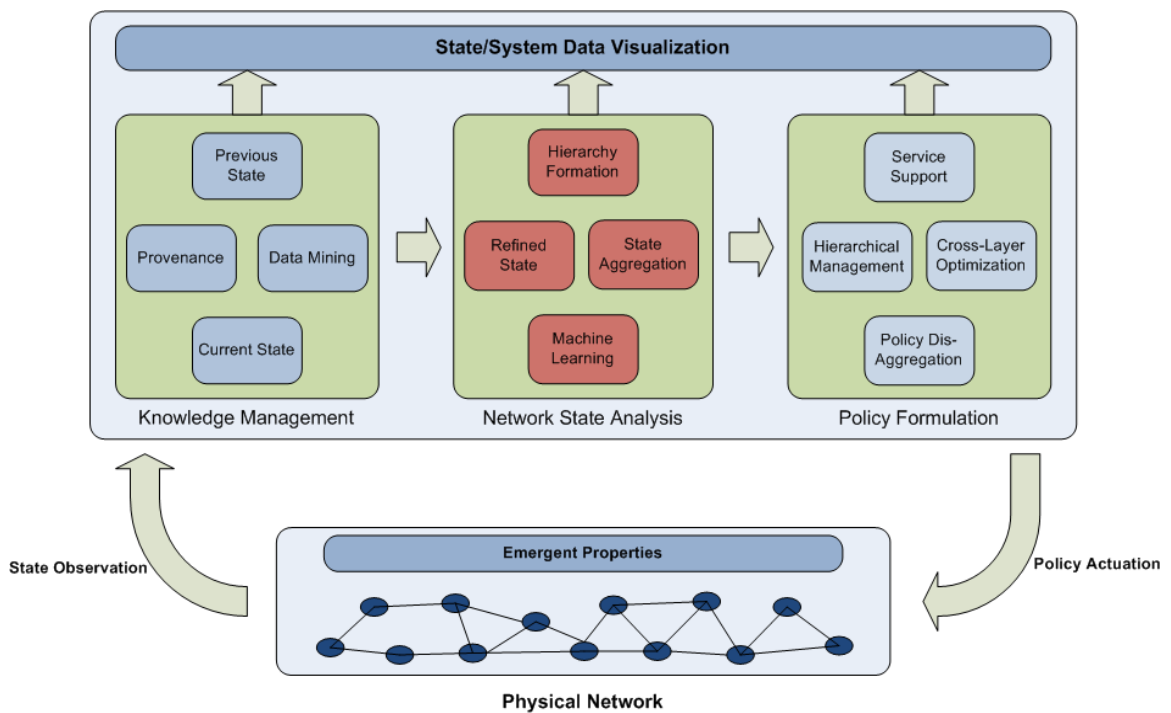 State/System Data Visualization
Previous
State
Provenance
Data Mining
Current State
Knowledge Management
Hierarchy
Formation
Refined
State
State
Aggregation
Machine
Learning
Network State Analysis
Service
Support
Hierarchical
Management
Cross-Layer
Optimization
Policy Dis-
Aggregation
Policy Formulation
State Observation
Policy Actuation
Emergent Properties
Physical Network